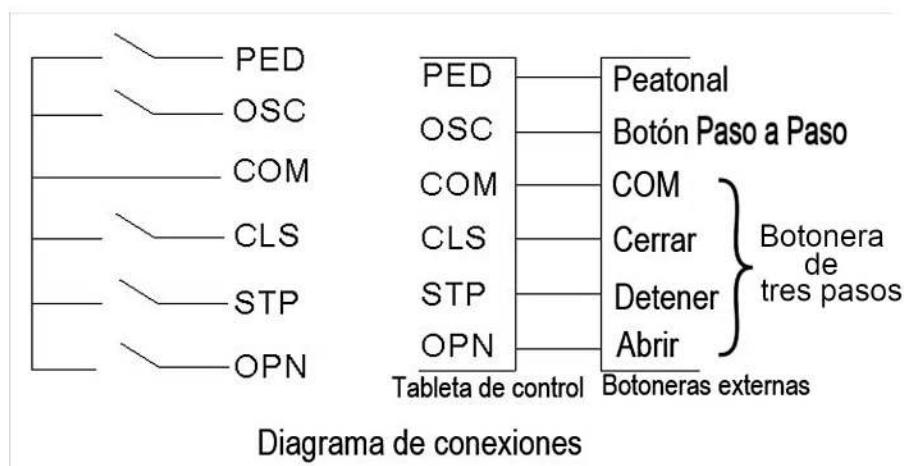 PED
OSC
COM
CLS
STP
OPN
PED
OSC
COM
CLS
STP
OPN
Tableta de control
Peatonal
Botón Paso a Paso
COM
Cerrar
Detener
Abrir
Botoneras externas
Botonera
de
tres pasos
Diagrama de conexiones